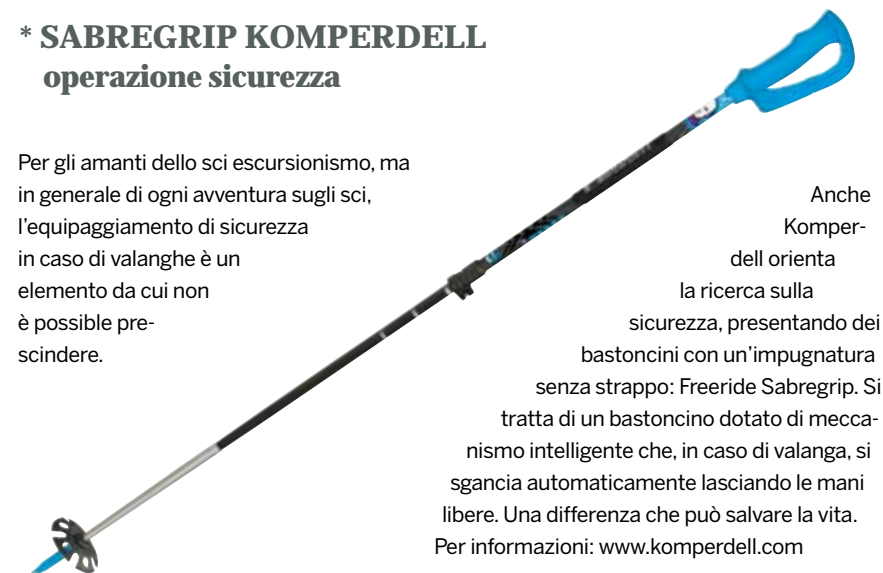 * SABREGRIP KOMPERDELL
operazione sicurezza
Per gli amanti dello sci escursionismo, ma
in generale di ogni avventura sugli sci,
l'equipaggiamento di sicurezza
in caso di valanghe è un
elemento da cui non
è possible pre-
scindere.
Anche
Komper-
dell orienta
la ricerca sulla
sicurezza, presentando dei
bastoncini con un'impugnatura
senza strappo: Freeride Sabregrip. Si
tratta di un bastoncino dotato di mecca-
nismo intelligente che, in caso di valanga, si
sgancia automaticamente lasciando le mani
libere. Una differenza che può salvare la vita.
Per informazioni: www.komperdell.com